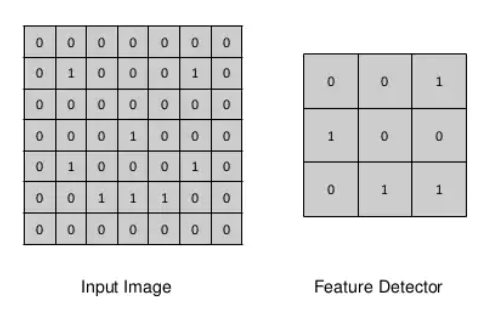 0 0 0 0 0 0 0
0 1 0 0 0 1 0
0 0 0 0 0 0 0
0 0 0 1 0 0 0
0 1 0 0 0 1 0
0 0 1 1 1 0 0
0 0 0 0 0 0 0
Input Image
0 0 1
1 0 0
0 1 1
Feature Detector